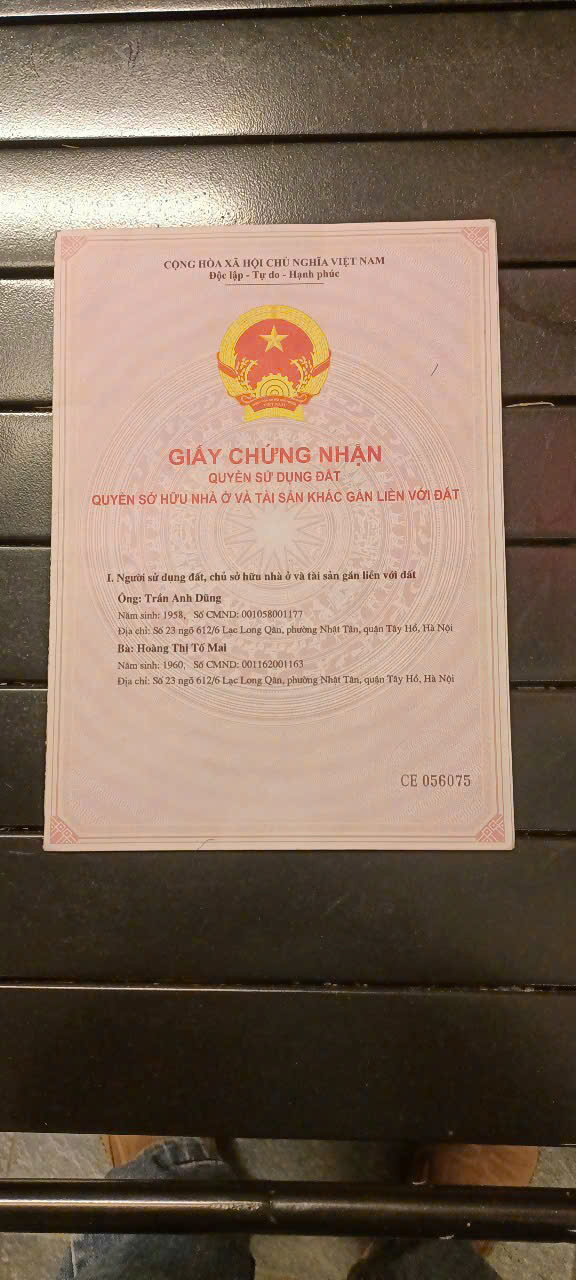 CỘNG HÒA XÃ HỘI CHỦ NGHĨA VIỆT NAM
Độc lập - Tự do - Hạnh phúc
GIẤY CHỨNG NHẬN
QUYỀN SỬ DỤNG ĐẤT
QUYỀN SỞ HỮU NHÀ Ở VÀ TÀI SẢN KHÁC GẮN LIỀN VỚI ĐẤT
I. Người sử dụng đất, chủ sở hữu nhà ở và tài sản gắn liền với đất
Ông: Trần Anh Dũng
Năm sinh: 1958, Số CMND: 001058001177
Địa chỉ: Số 23 ngõ 612/6 Lạc Long Quân, phường Nhật Tân, quận Tây Hồ, Hà Nội
Bà: Hoàng Thị Tố Mai
Năm sinh: 1960, Số CMND: 001162001163
Địa chỉ: Số 23 ngõ 612/6 Lạc Long Quân, phường Nhật Tân, quận Tây Hồ, Hà Nội
CE 056075